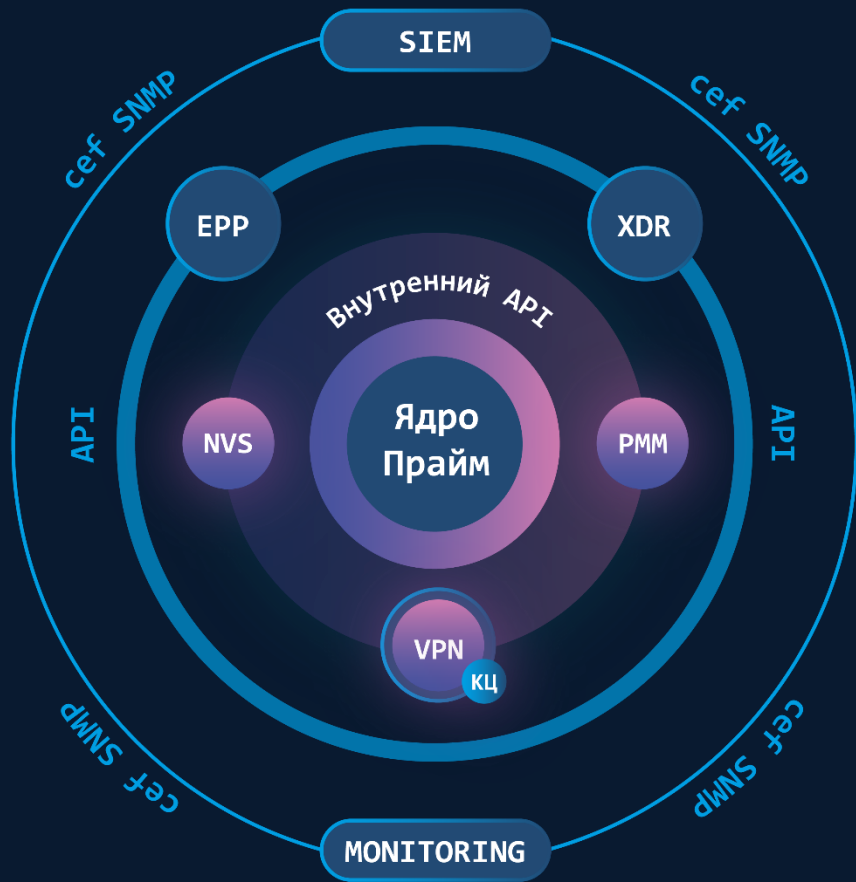 SIEM
cef SNMP
cef SNMP
EPP
XDR
Внутренний API
API
NVS
Ядро
Прайм
PMM
API
VPN
КЦ
cef SNMP
cef SNMP
MONITORING